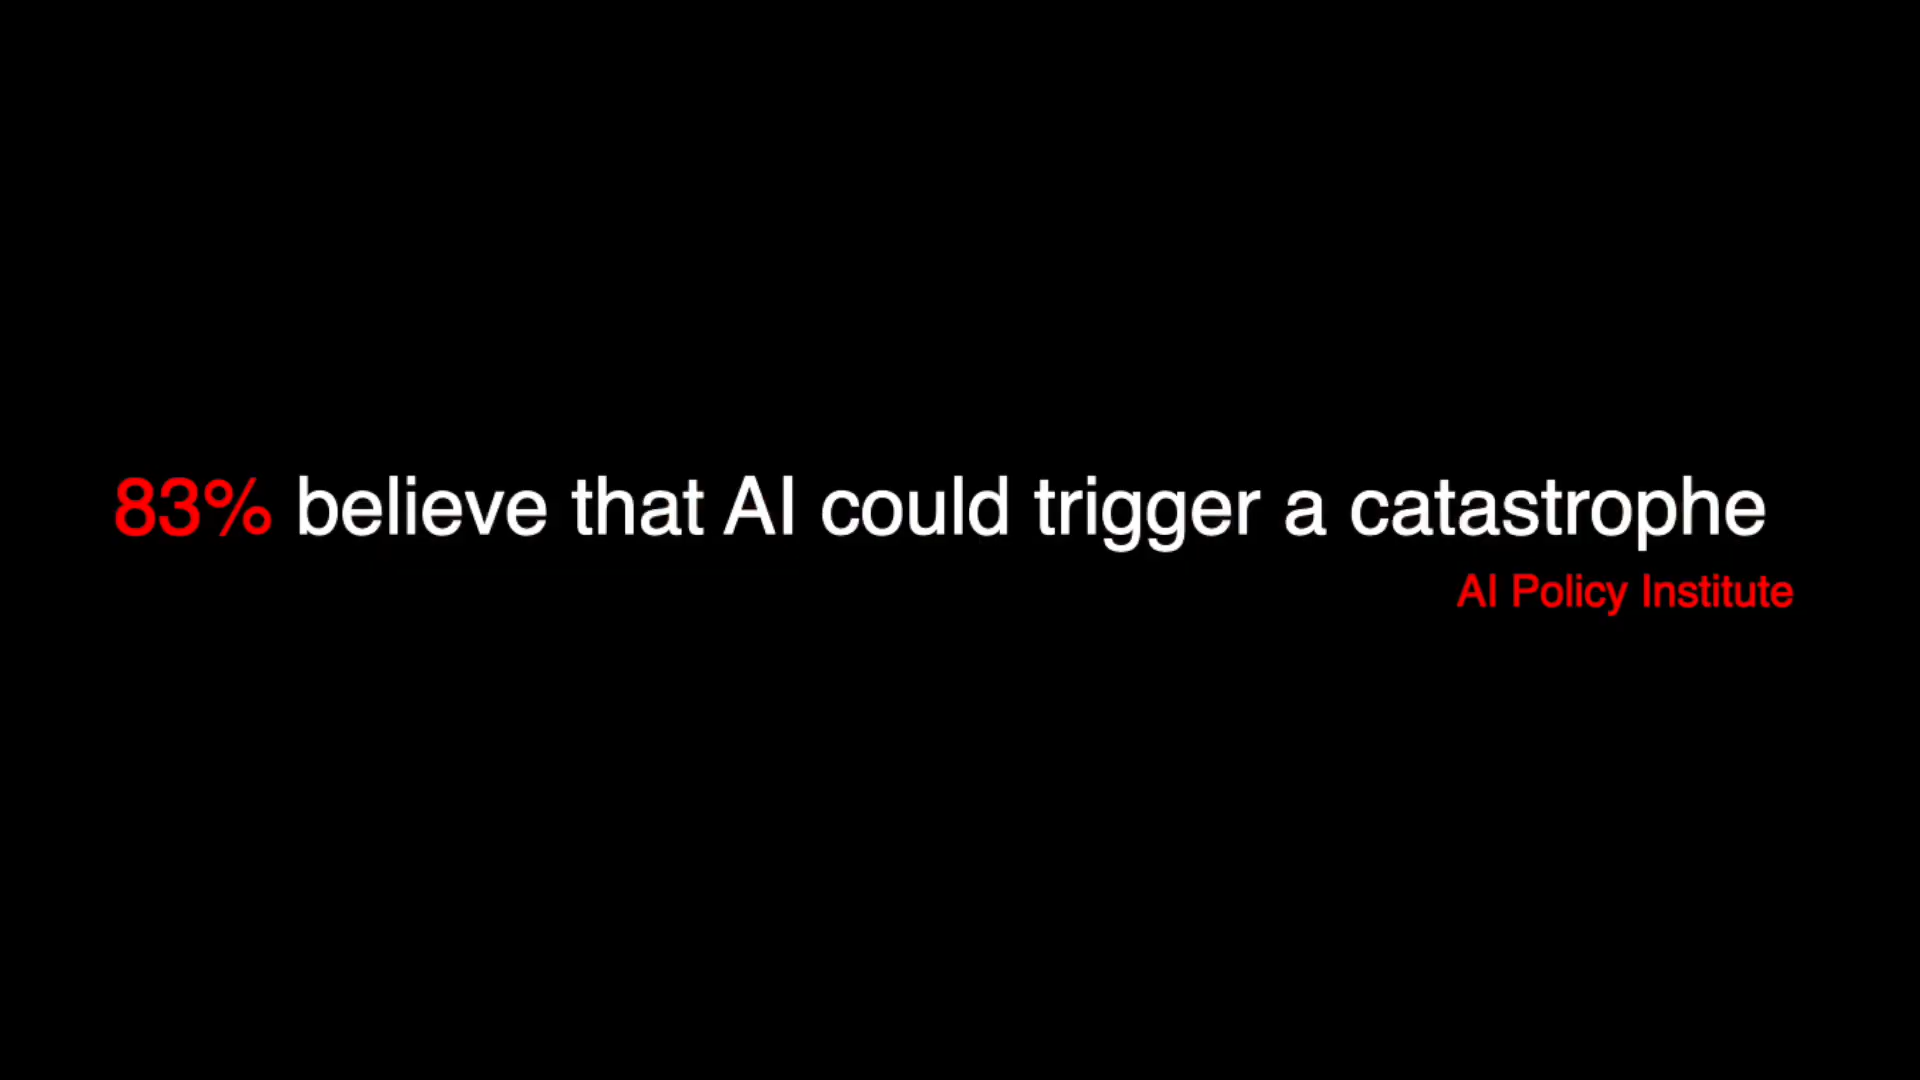 83% believe that AI could trigger a catastrophe
AI Policy Institute